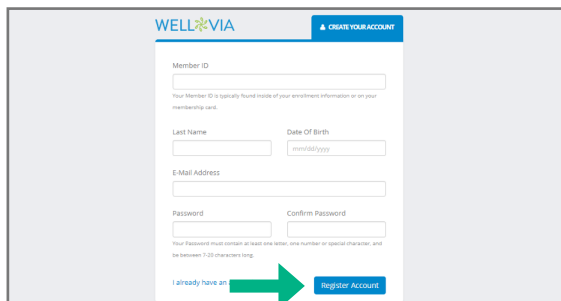 WELLVIA
CREATE YOUR ACCOUNT
Member ID
Your Member ID is typically found inside of your enrollment information or on your
membership card.
Last Name Date Of Birth
mm/dd/yyyy
E-Mail Address
Password Confirm Password
Your Password must contain at least one letter, one number or special character, and
be between 7-20 characters long.
I already have an
Register Account